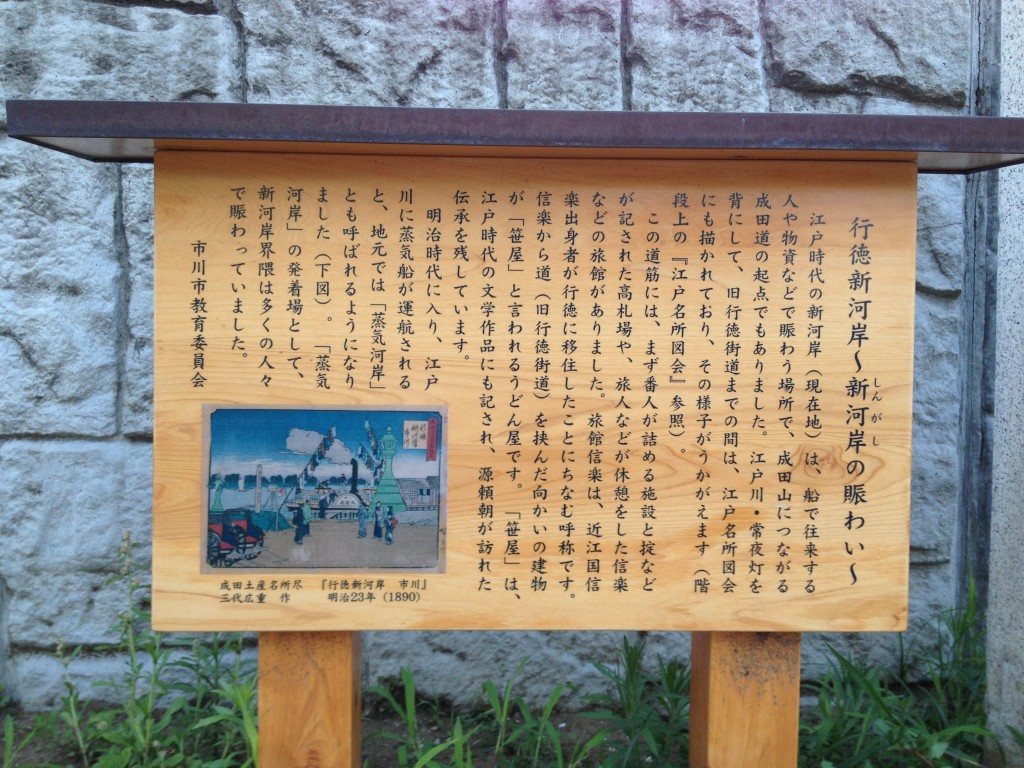 行徳新河岸〜新河岸の賑わい〜
しんがし
江戸時代の新河岸（現在地）は、船で往来する
人や物資などで賑わう場所で、成田山につながる
成田道の起点でもありました。江戸川・常夜灯を
背にして、旧行徳街道までの間は、江戸名所図会
にも描かれており、その様子がうかがえます（階
段上の『江戸名所図会』参照）。
この道筋には、まず番人が詰める施設と掟など
が記された高札場や、旅人などが休憩をした信楽
などの旅館がありました。旅館信楽は、近江国信
楽出身者が行徳に移住したことにちなむ呼称です。
信楽から道（旧行徳街道）を挟んだ向かいの建物
が「笹屋」と言われるうどん屋です。「笹屋」は、
江戸時代の文学作品にも記され、源頼朝が訪れた
伝承を残しています。
明治時代に入り、江戸
川に蒸気船が運航される
と、地元では「蒸気河岸」
とも呼ばれるようになり
ました（下図）。「蒸気
河岸」の発着場として、
新河岸界隈は多くの人々
で賑わっていました。
市川市教育委員会
成田土産名所尽 『行徳新河岸 市川』
三代広重 作 明治23年（1890）